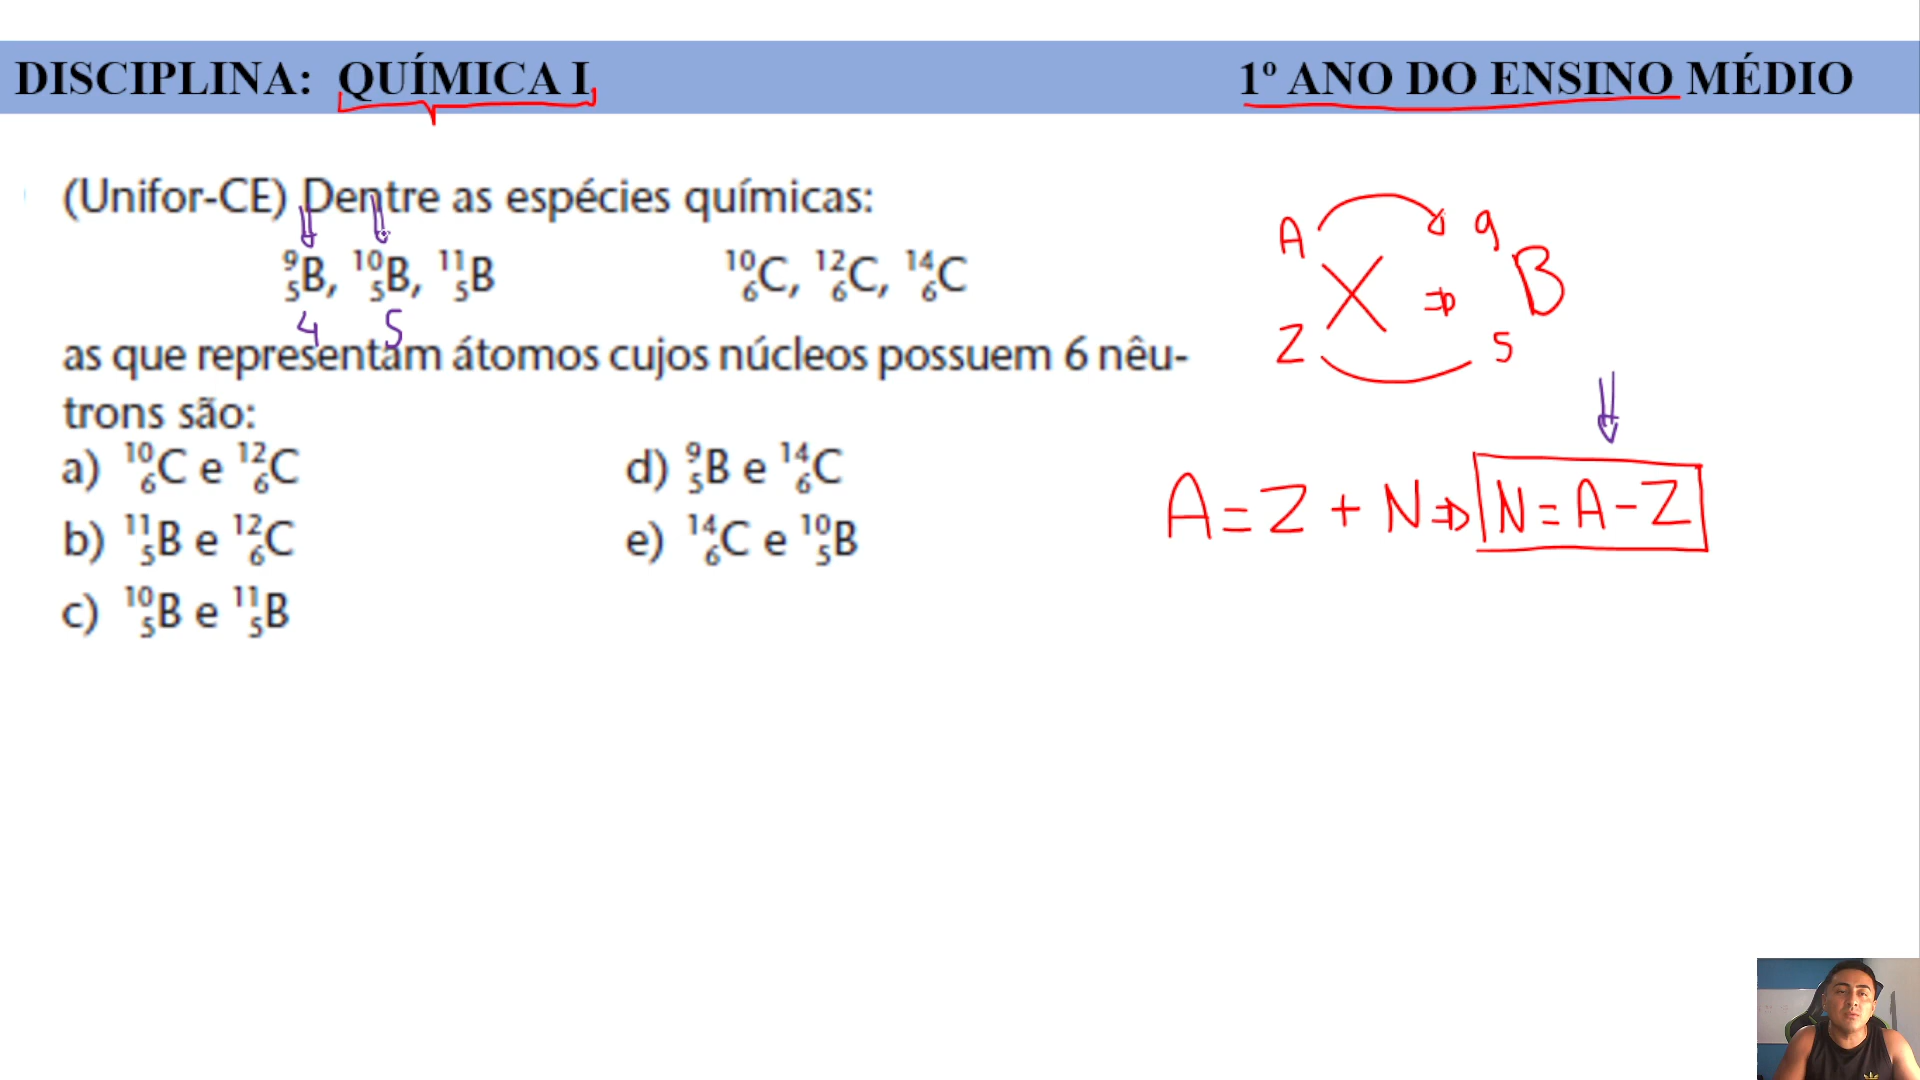 DISCIPLINA: QUÍMICA I 1º ANO DO ENSINO MÉDIO
(Unifor-CE) Dentre as espécies químicas:
⁹₅B, ¹⁰₅B, ¹¹₅B ¹⁰₆C, ¹²₆C, ¹⁴₆C
4 5
as que representam átomos cujos núcleos possuem 6 nêu-
trons são:
a) ¹⁰₆C e ¹²₆C d) ⁹₅B e ¹⁴₆C
b) ¹¹₅B e ¹²₆C e) ¹⁴₆C e ¹⁰₅B
c) ¹⁰₅B e ¹¹₅B
A 9
X ⇒ B
Z 5
A = Z + N ⇒ N = A - Z